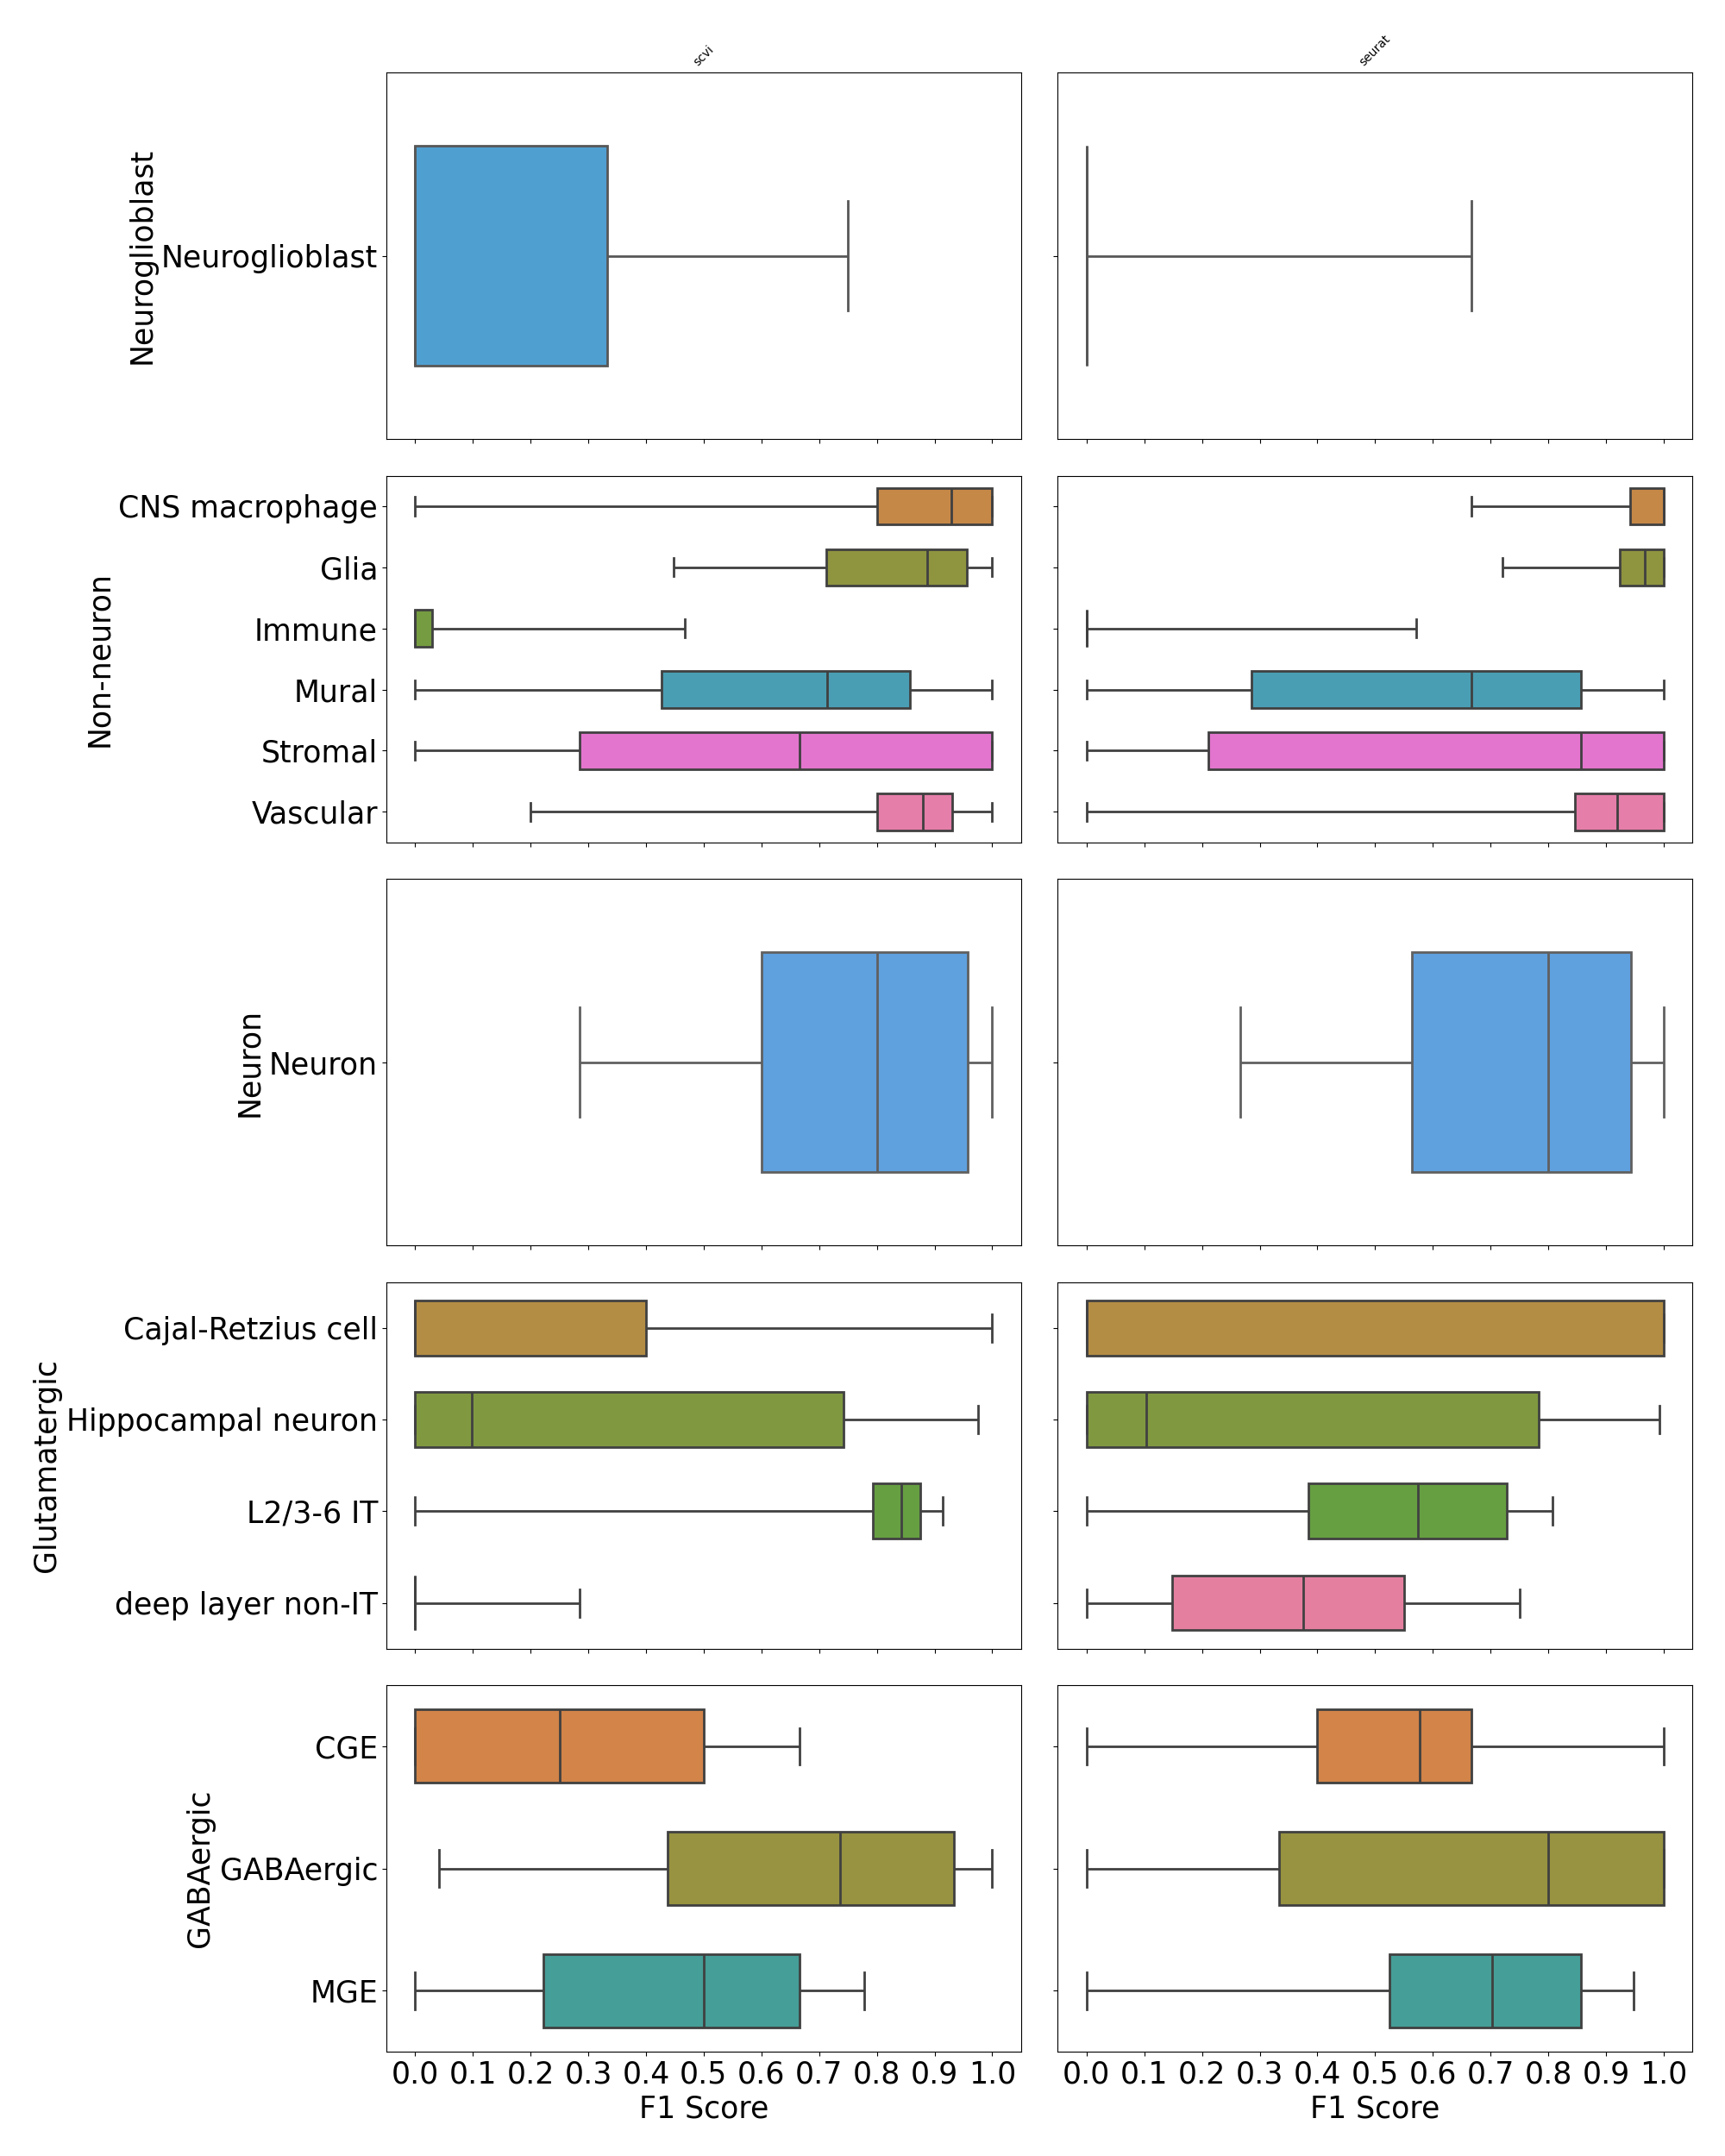 scvi
seurat
Neuroglioblast
Neuroglioblast
Non-neuron
CNS macrophage
Glia
Immune
Mural
Stromal
Vascular
Neuron
Neuron
Glutamatergic
Cajal-Retzius cell
Hippocampal neuron
L2/3-6 IT
deep layer non-IT
GABAergic
CGE
GABAergic
MGE
0.0 0.1 0.2 0.3 0.4 0.5 0.6 0.7 0.8 0.9 1.0
0.0 0.1 0.2 0.3 0.4 0.5 0.6 0.7 0.8 0.9 1.0
F1 Score
F1 Score